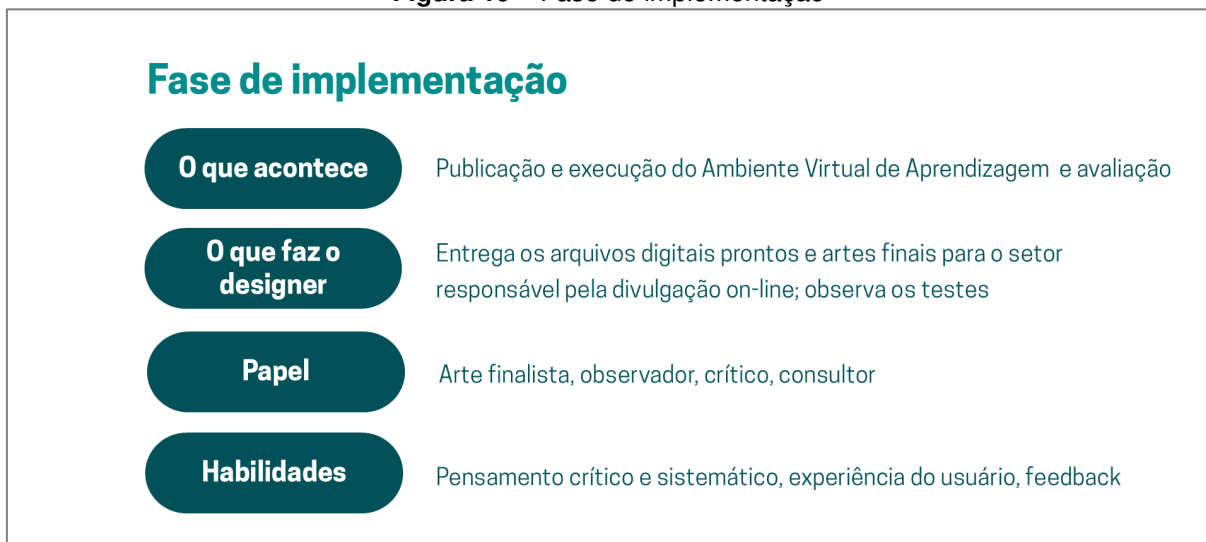 Fase de implementação
O que acontece
Publicação e execução do Ambiente Virtual de Aprendizagem e avaliação
O que faz o
designer
Entrega os arquivos digitais prontos e artes finais para o setor
responsável pela divulgação on-line; observa os testes
Papel
Arte finalista, observador, crítico, consultor
Habilidades
Pensamento crítico e sistemático, experiência do usuário, feedback